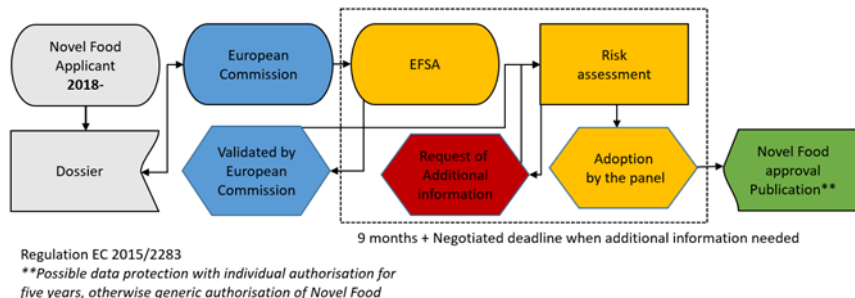 Novel Food
Applicant
2018-
European
Commission
EFSA
Risk
assessment
Dossier
Validated by
European
Commission
Request of
Additional
information
Adoption
by the panel
Novel Food
approval
Publication**
9 months + Negotiated deadline when additional information needed
Regulation EC 2015/2283
**Possible data protection with individual authorisation for
five years, otherwise generic authorisation of Novel Food